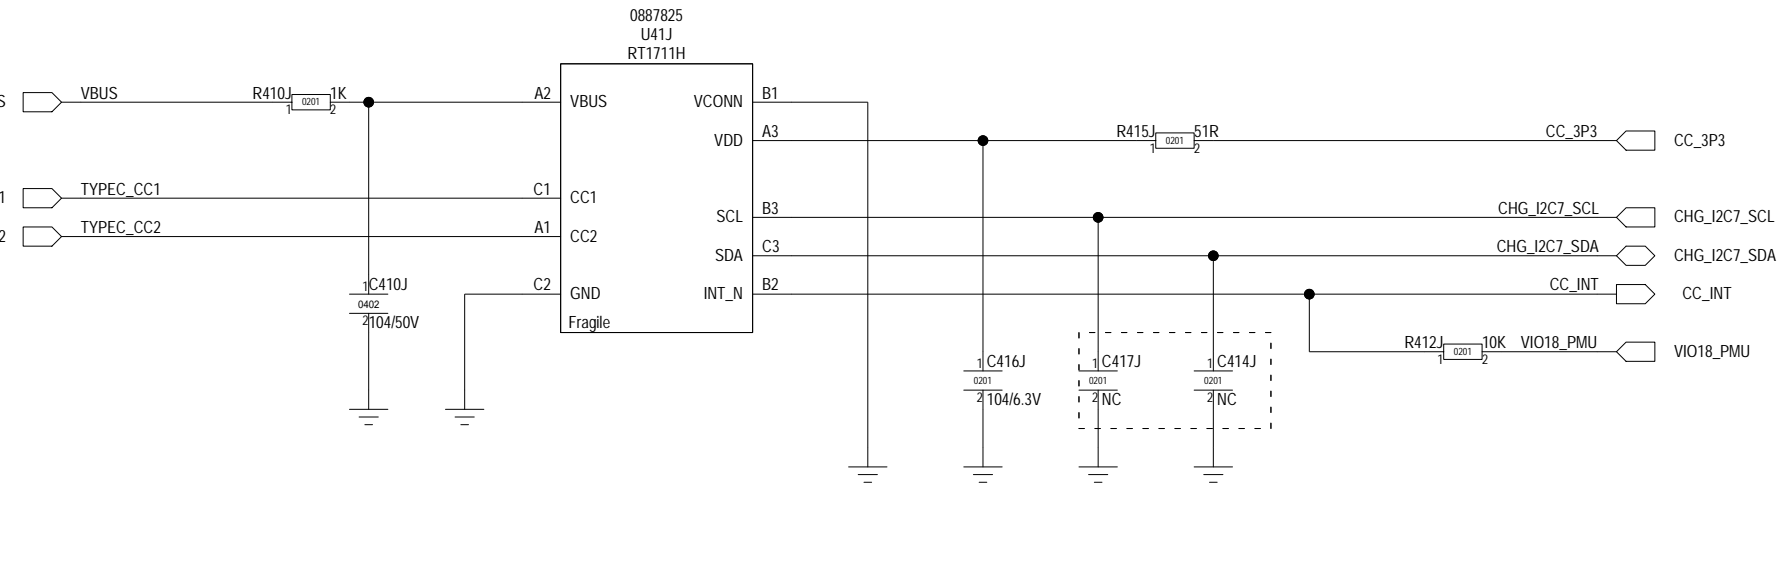 0887825
U41J
RT1711H
S
VBUS
R410J
1K
0201
1
2
A2
VBUS
VCONN
B1
VDD
A3
R415J
51R
0201
1
2
CC_3P3
CC_3P3
1
TYPEC_CC1
C1
CC1
2
TYPEC_CC2
A1
CC2
SCL
B3
CHG_I2C7_SCL
CHG_I2C7_SCL
SDA
C3
CHG_I2C7_SDA
CHG_I2C7_SDA
C2
GND
INT_N
B2
CC_INT
CC_INT
Fragile
1
C410J
0402
2
104/50V
R412J
10K
0201
1
2
VIO18_PMU
VIO18_PMU
1
C416J
0201
2
104/6.3V
1
C417J
0201
2
NC
1
C414J
0201
2
NC